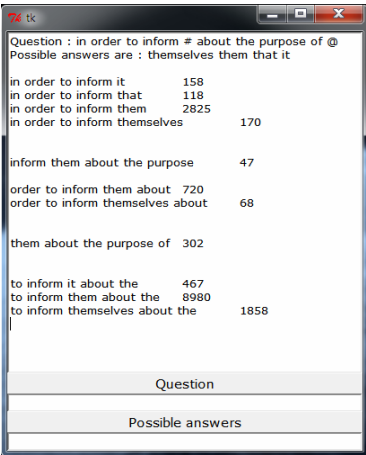 7% tk
Question : in order to inform # about the purpose of @
Possible answers are : themselves them that it
in order to inform it 158
in order to inform that 118
in order to inform them 2825
in order to inform themselves 170
inform them about the purpose 47
order to inform them about 720
order to inform themselves about 68
them about the purpose of 302
to inform it about the 467
to inform them about the 8980
to inform themselves about the 1858
Question
Possible answers